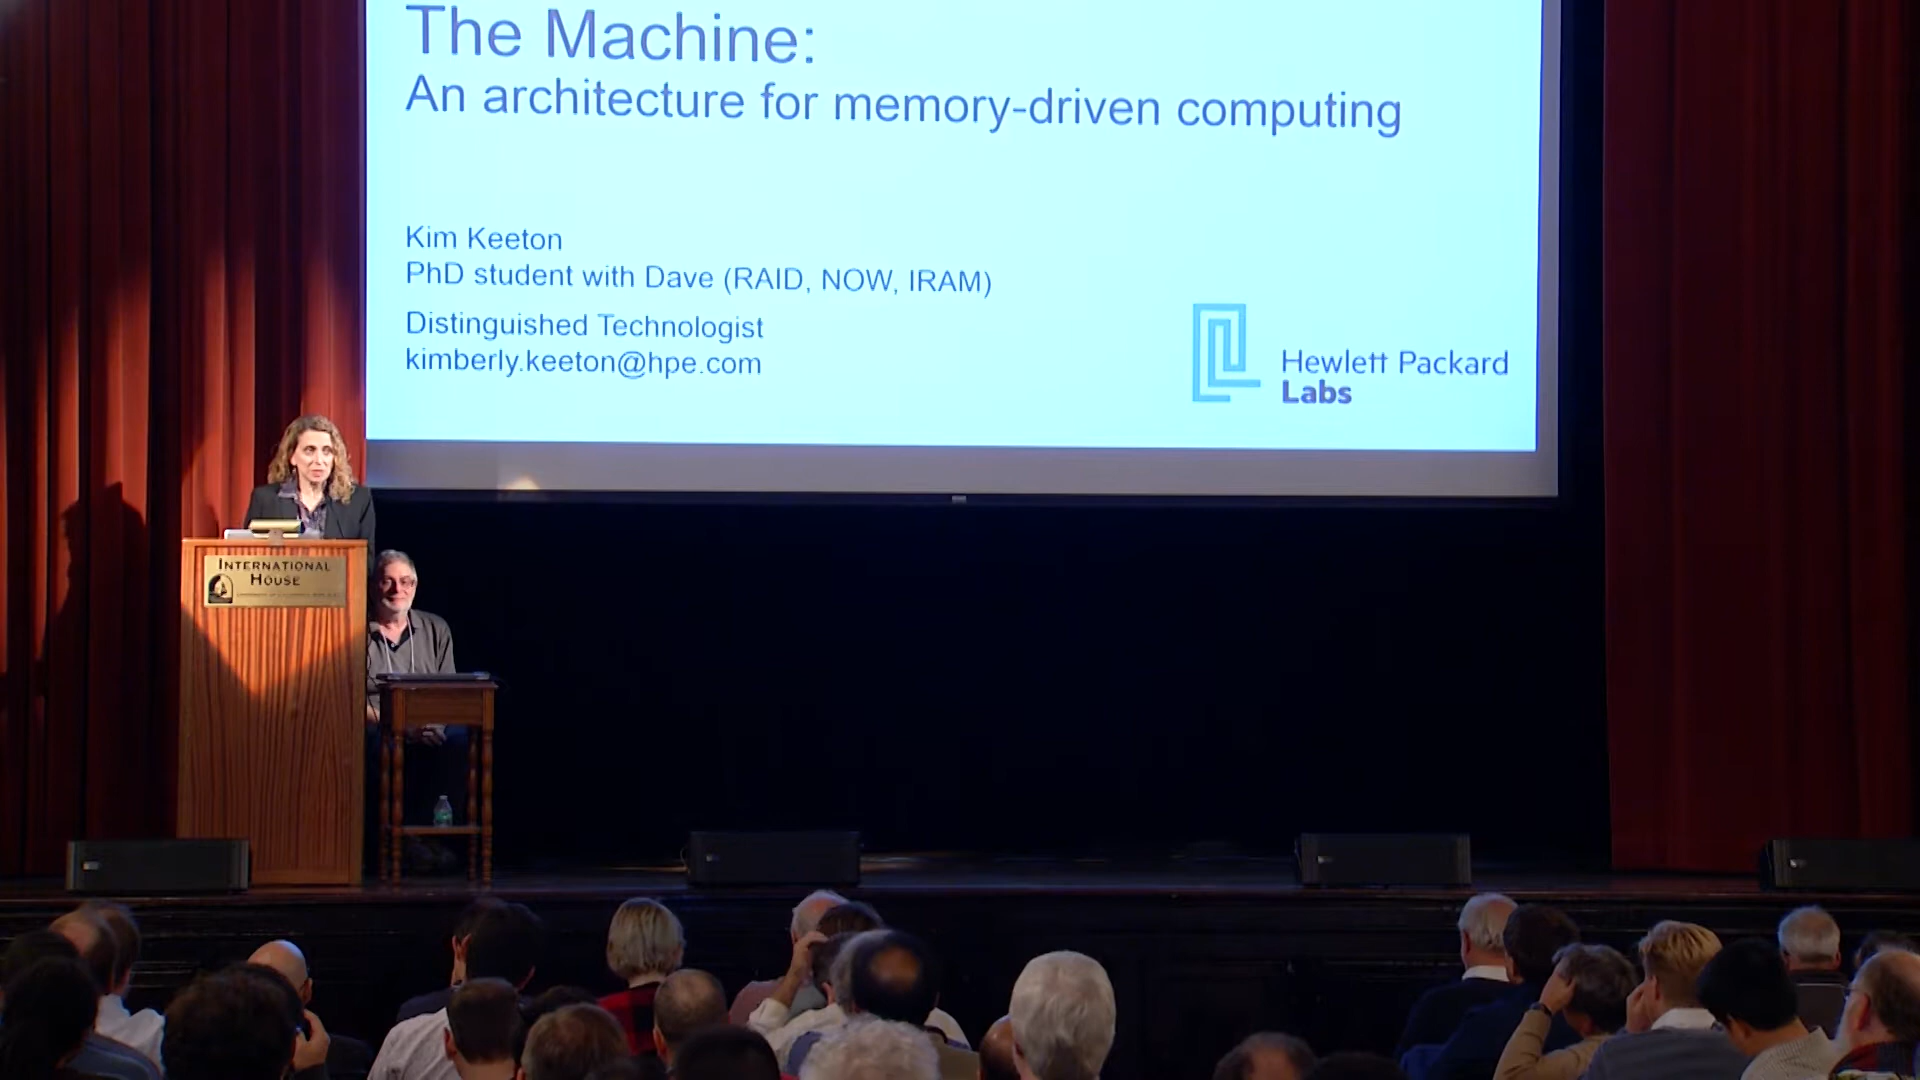 The Machine:
An architecture for memory-driven computing
Kim Keeton
PhD student with Dave (RAID, NOW, IRAM)
Distinguished Technologist
kimberly.keeton@hpe.com
Hewlett Packard
Labs
INTERNATIONAL
HOUSE